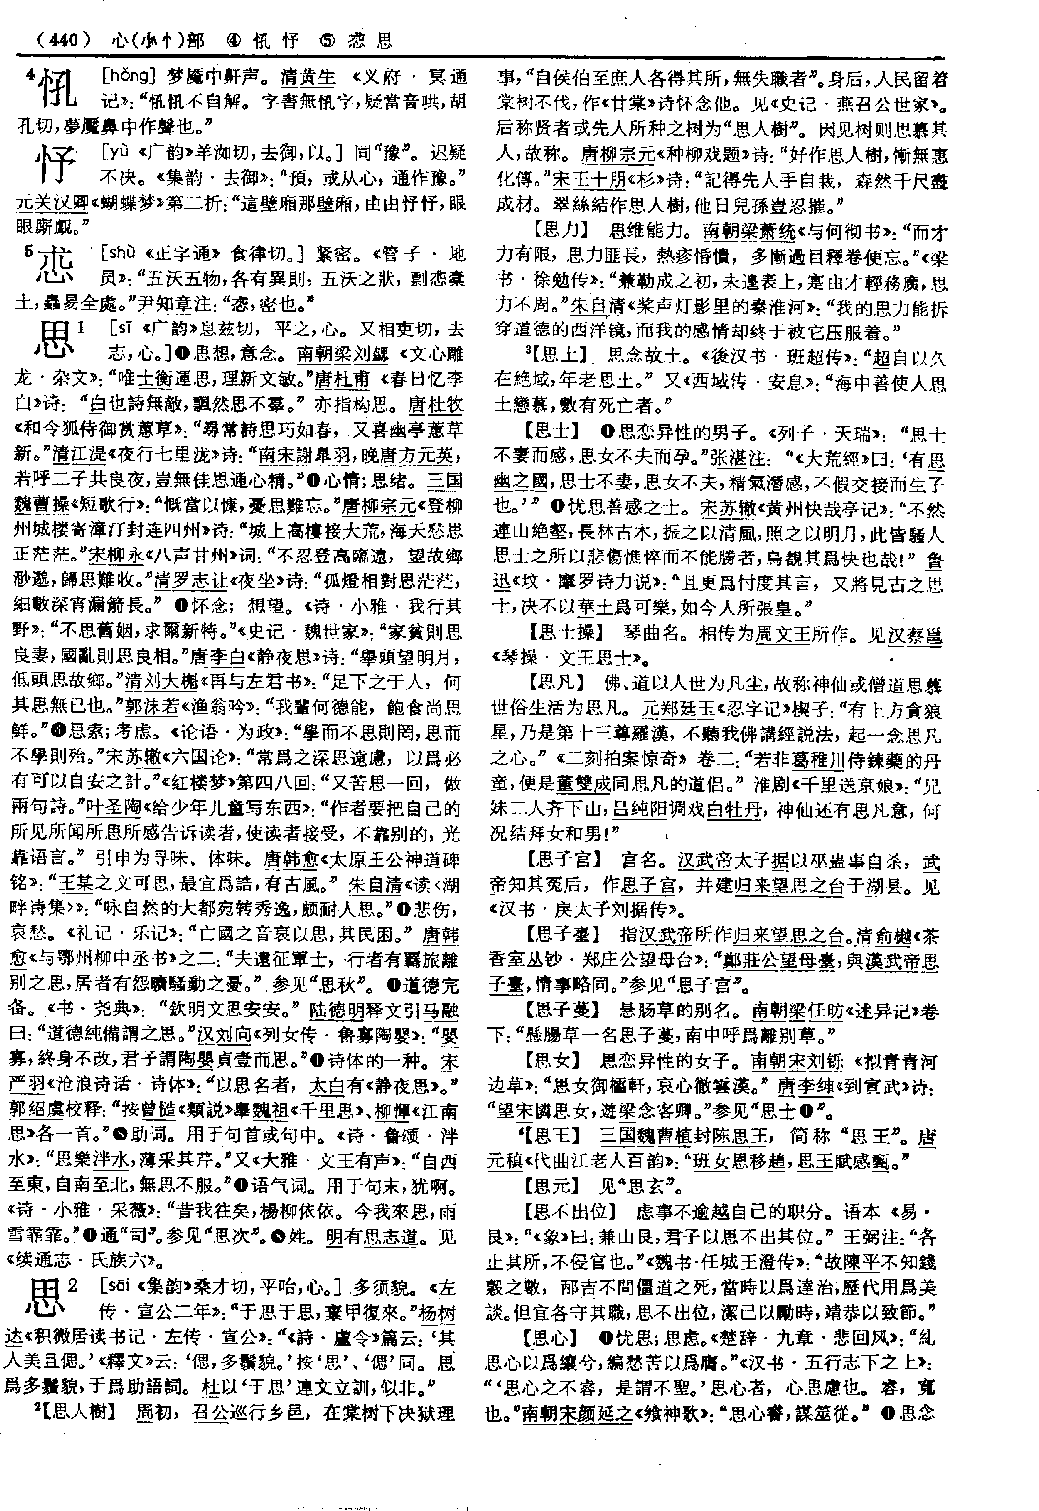 (440) 心(小忄)部 ④ 𢗵 忬 ⑤ 怸 思
4𢗵 [hǒng] 梦魇中鼾声。清黄生《义府·冥通
记》：“𢗵𢗵不自解。字書無𢗵字，疑當音哄，胡
孔切，夢魘鼻中作聲也。”
忬 [yù《广韵》羊洳切，去御，以。] 同“豫”。迟疑
不决。《集韵·去御》：“預，或从心，通作豫。”
元关汉卿《蝴蝶梦》第二折：“這壁廂那壁廂，由由忬忬，眼
眼廝覷。”
5怸 [shù《正字通》食律切。] 紧密。《管子·地
员》：“五沃五物，各有異則，五沃之狀，剽怸橐
土，蟲易全處。”尹知章注：“怸，密也。”
思1 [sī《广韵》息兹切，平之，心。又相吏切，去
志，心。]❶思想，意念。南朝梁刘勰《文心雕
龙·杂文》：“唯士衡運思，理新文敏。”唐杜甫《春日忆李
白》诗：“白也詩無敵，飄然思不羣。”亦指构思。唐杜牧
《和令狐侍御赏蕙草》：“尋常詩思巧如春，又喜幽亭蕙草
新。”清江湜《夜行七里泷》诗：“南宋謝皋羽，晚唐方元英，
若呼二子共良夜，豈無佳思通心精。”❷心情；思绪。三国
魏曹操《短歌行》：“慨當以慷，憂思難忘。”唐柳宗元《登柳
州城楼寄漳汀封连四州》诗：“城上高樓接大荒，海天愁思
正茫茫。”宋柳永《八声甘州》词：“不忍登高臨遠，望故鄉
渺邈，歸思難收。”清罗志让《夜坐》诗：“孤燈相對思茫茫，
細數深宵漏箭長。”❸怀念；想望。《诗·小雅·我行其
野》：“不思舊姻，求爾新特。”《史记·魏世家》：“家貧則思
良妻，國亂則思良相。”唐李白《静夜思》诗：“舉頭望明月，
低頭思故鄉。”清刘大櫆《再与左君书》：“足下之于人，何
其思無已也。”郭沫若《渔翁吟》：“我輩何德能，飽食尚思
鲜。”❹思索；考虑。《论语·为政》：“學而不思則罔，思而
不學則殆。”宋苏辙《六国论》：“常爲之深思遠慮，以爲必
有可以自安之計。”《红楼梦》第四八回：“又苦思一回，做
兩句詩。”叶圣陶《给少年儿童写东西》：“作者要把自己的
所见所闻所思所感告诉读者，使读者接受，不靠别的，光
靠语言。”引申为寻味、体味。唐韩愈《太原王公神道碑
铭》：“王某之文可思，最宜爲誥，有古風。”朱自清《读〈湖
畔诗集〉》：“咏自然的大都宛转秀逸，颇耐人思。”❺悲伤，
哀愁。《礼记·乐记》：“亡國之音哀以思，其民困。”唐韩
愈《与鄂州柳中丞书》之二：“夫遠征軍士，行者有羈旅離
别之思，居者有怨曠騷動之憂。”参见“思秋”。❻道德完
备。《书·尧典》：“欽明文思安安。”陆德明释文引马融
曰：“道德純備謂之思。”汉刘向《列女传·鲁寡陶婴》：“嬰
寡，終身不改，君子謂陶嬰貞壹而思。”❼诗体的一种。宋
严羽《沧浪诗话·诗体》：“以思名者，太白有《静夜思》。”
郭绍虞校释：“按曾慥《類説》舉魏祖《千里思》、柳惲《江南
思》各一首。”❽助词。用于句首或句中。《诗·鲁颂·泮
水》：“思樂泮水，薄采其芹。”又《大雅·文王有声》：“自西
至東，自南至北，無思不服。”❾语气词。用于句末，犹啊。
《诗·小雅·采薇》：“昔我往矣，楊柳依依。今我來思，雨
雪霏霏。”❿通“司”。参见“思次”。⓫姓。明有思志道。见
《续通志·氏族六》。
思2 [sāi《集韵》桑才切，平咍，心。] 多须貌。《左
传·宣公二年》：“于思于思，棄甲復來。”杨树
达《积微居读书记·左传·宣公》：“《詩·盧令》篇云：‘其
人美且偲。’《釋文》云：‘偲，多鬚貌。’按‘思’、‘偲’同。思
爲多鬚貌，于爲助語詞。杜以‘于思’連文立訓，似非。”
2【思人樹】 周初，召公巡行乡邑，在棠树下决狱理
事，“自侯伯至庶人各得其所，無失職者”。身后，人民留着
棠树不伐，作《甘棠》诗怀念他。见《史记·燕召公世家》。
后称贤者或先人所种之树为“思人樹”。因见树则思慕其
人，故称。唐柳宗元《种柳戏题》诗：“好作思人樹，慚無惠
化傳。”宋王十朋《杉》诗：“記得先人手自栽，森然千尺盡
成材。翠絲結作思人樹，他日兒孫豈忍摧。”
【思力】 思维能力。南朝梁萧统《与何彻书》：“而才
力有限，思力匪長，熱疹惛憒，多慚過目釋卷便忘。”《梁
书·徐勉传》：“兼勒成之初，未遑表上，寔由才輕務廣，思
力不周。”朱自清《桨声灯影里的秦淮河》：“我的思力能拆
穿道德的西洋镜，而我的感情却终于被它压服着。”
3【思土】 思念故土。《後汉书·班超传》：“超自以久
在絶域，年老思土。”又《西域传·安息》：“海中善使人思
土戀慕，數有死亡者。”
【思士】 ❶思恋异性的男子。《列子·天瑞》：“思士
不妻而感，思女不夫而孕。”张湛注：“《大荒經》曰：‘有思
幽之國，思士不妻，思女不夫，精氣潛感，不假交接而生子
也。’”❷忧思善感之士。宋苏辙《黄州快哉亭记》：“不然
連山絶壑，長林古木，振之以清風，照之以明月，此皆騷人
思士之所以悲傷憔悴而不能勝者，烏覩其爲快也哉！”鲁
迅《坟·摩罗诗力说》：“且更爲忖度其言，又將見古之思
士，决不以華土爲可樂，如今人所張皇。”
【思士操】 琴曲名。相传为周文王所作。见汉蔡邕
《琴操·文王思士》。
【思凡】 佛、道以人世为凡尘，故称神仙或僧道思慕
世俗生活为思凡。元郑廷玉《忍字记》楔子：“有上方貪狼
星，乃是第十三尊羅漢，不聽我佛講經説法，起一念思凡
之心。”《二刻拍案惊奇》卷二：“若非葛稚川侍鍊藥的丹
童，便是董雙成同思凡的道侣。”淮剧《千里送京娘》：“兄
妹二人齐下山，吕纯阳调戏白牡丹，神仙还有思凡意，何
况结拜女和男！”
【思子宫】 宫名。汉武帝太子据以巫蛊事自杀，武
帝知其冤后，作思子宫，并建归来望思之台于湖县。见
《汉书·戾太子刘据传》。
【思子臺】 指汉武帝所作归来望思之台。清俞樾《茶
香室丛钞·郑庄公望母台》：“鄭莊公望母臺，與漢武帝思
子臺，情事略同。”参见“思子宫”。
【思子蔓】 悬肠草的别名。南朝梁任昉《述异记》卷
下：“懸腸草一名思子蔓，南中呼爲離别草。”
【思女】 思恋异性的女子。南朝宋刘铄《拟青青河
边草》：“思女御櫺軒，哀心徹雲漢。”唐李绅《到宣武》诗：
“望宋憐思女，遊梁念客卿。”参见“思士❶”。
4【思王】 三国魏曹植封陈思王，简称“思王”。唐
元稹《代曲江老人百韵》：“班女恩移趙，思王賦感甄。”
【思元】 见“思玄”。
【思不出位】 虑事不逾越自己的职分。语本《易·
艮》：“《象》曰：兼山艮，君子以思不出其位。”王弼注：“各
止其所，不侵官也。”《魏书·任城王澄传》：“故陳平不知錢
穀之數，邴吉不問僵道之死，當時以爲達治，歷代用爲美
談。但宜各守其職，思不出位，潔己以勵時，靖恭以致節。”
【思心】 ❶忧思；思虑。《楚辞·九章·悲回风》：“糺
思心以爲纕兮，編愁苦以爲膺。”《汉书·五行志下之上》：
“‘思心之不容，是謂不聖。’思心者，心思慮也。容，寬
也。”南朝宋颜延之《飨神歌》：“思心睿，謀筮從。”❷思念